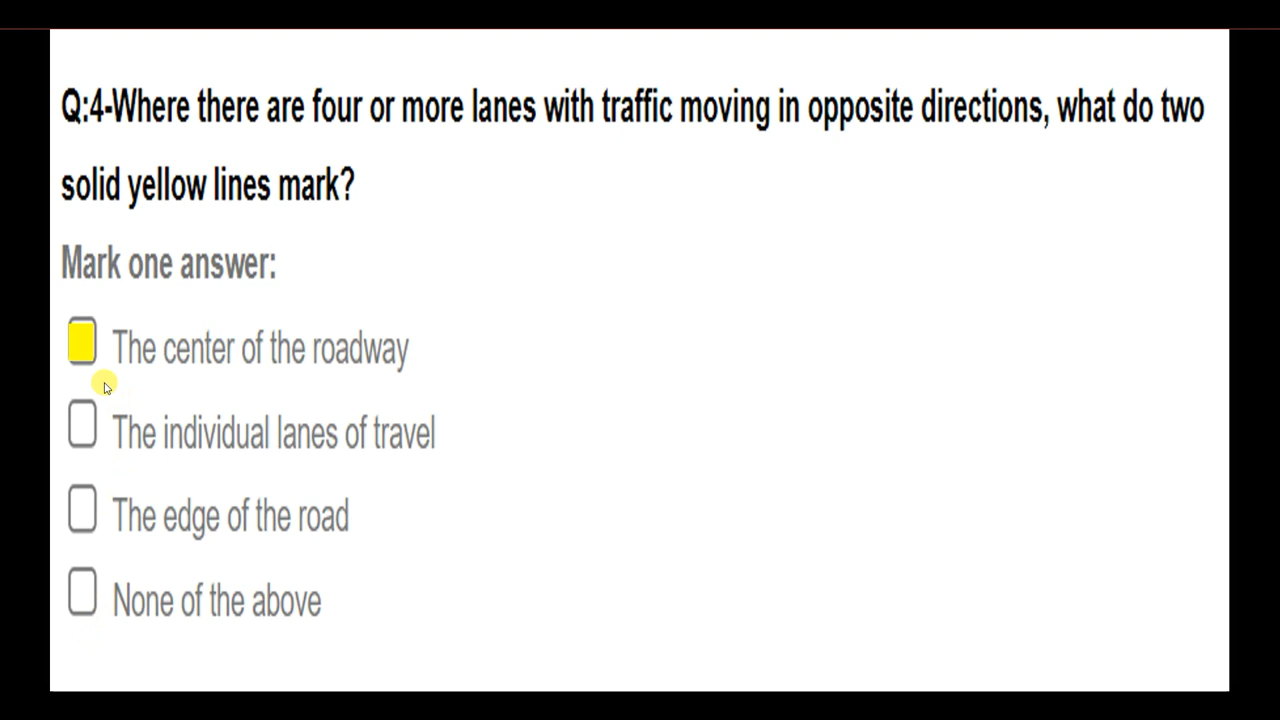 Q:4-Where there are four or more lanes with traffic moving in opposite directions, what do two
solid yellow lines mark?
Mark one answer:
The center of the roadway
The individual lanes of travel
The edge of the road
None of the above